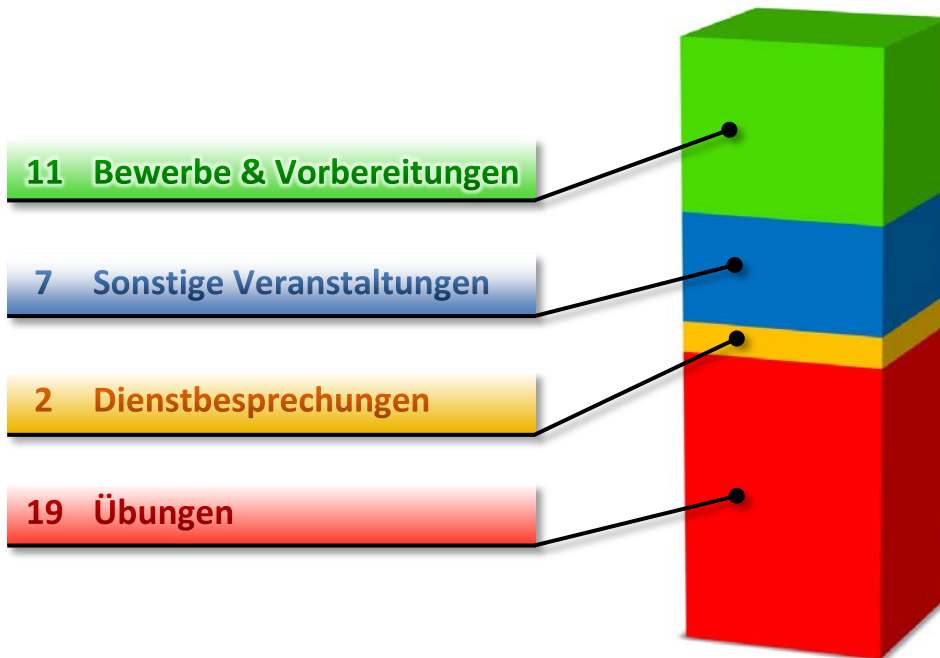 11 Bewerbe & Vorbereitungen
7 Sonstige Veranstaltungen
2 Dienstbesprechungen
19 Übungen